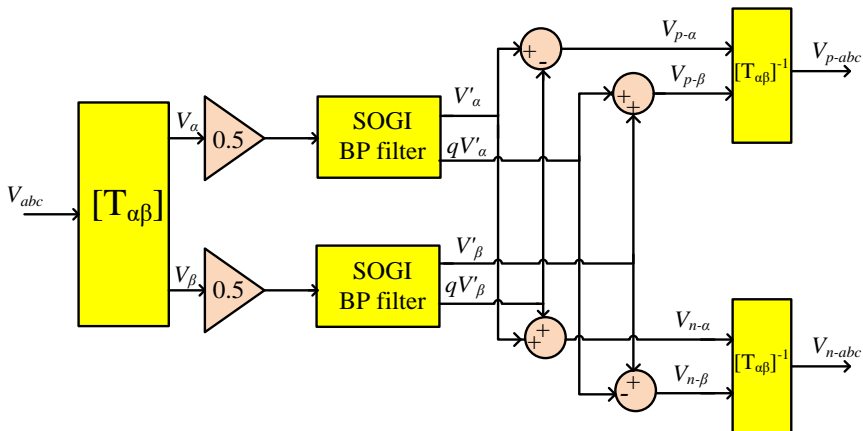 V_abc
[T_αβ]
V_α
0.5
V_β
0.5
SOGI
BP filter
SOGI
BP filter
V'_α
qV'_α
V'_β
qV'_β
+
-
+
+
+
+
+
-
V_p-α
V_p-β
V_n-α
V_n-β
[T_αβ]⁻¹
V_p-abc
[T_αβ]⁻¹
V_n-abc